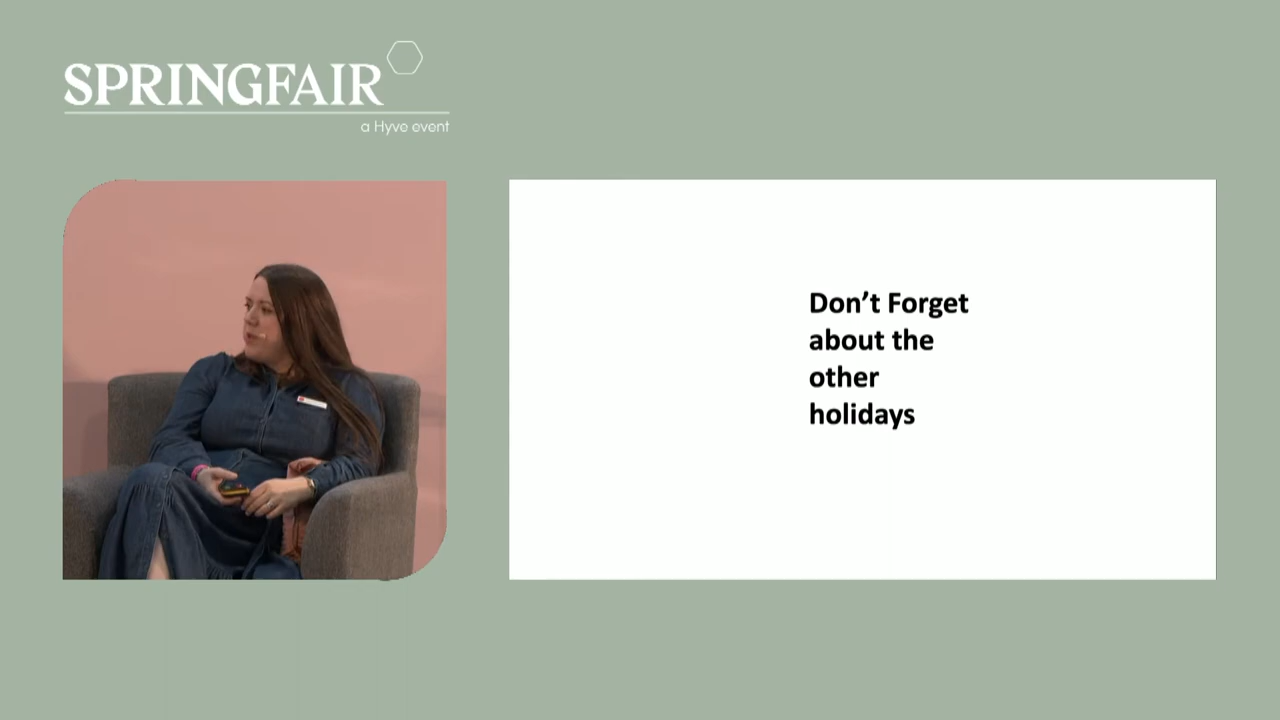 SPRINGFAIR
a Hyve event
Don't Forget
about the
other
holidays